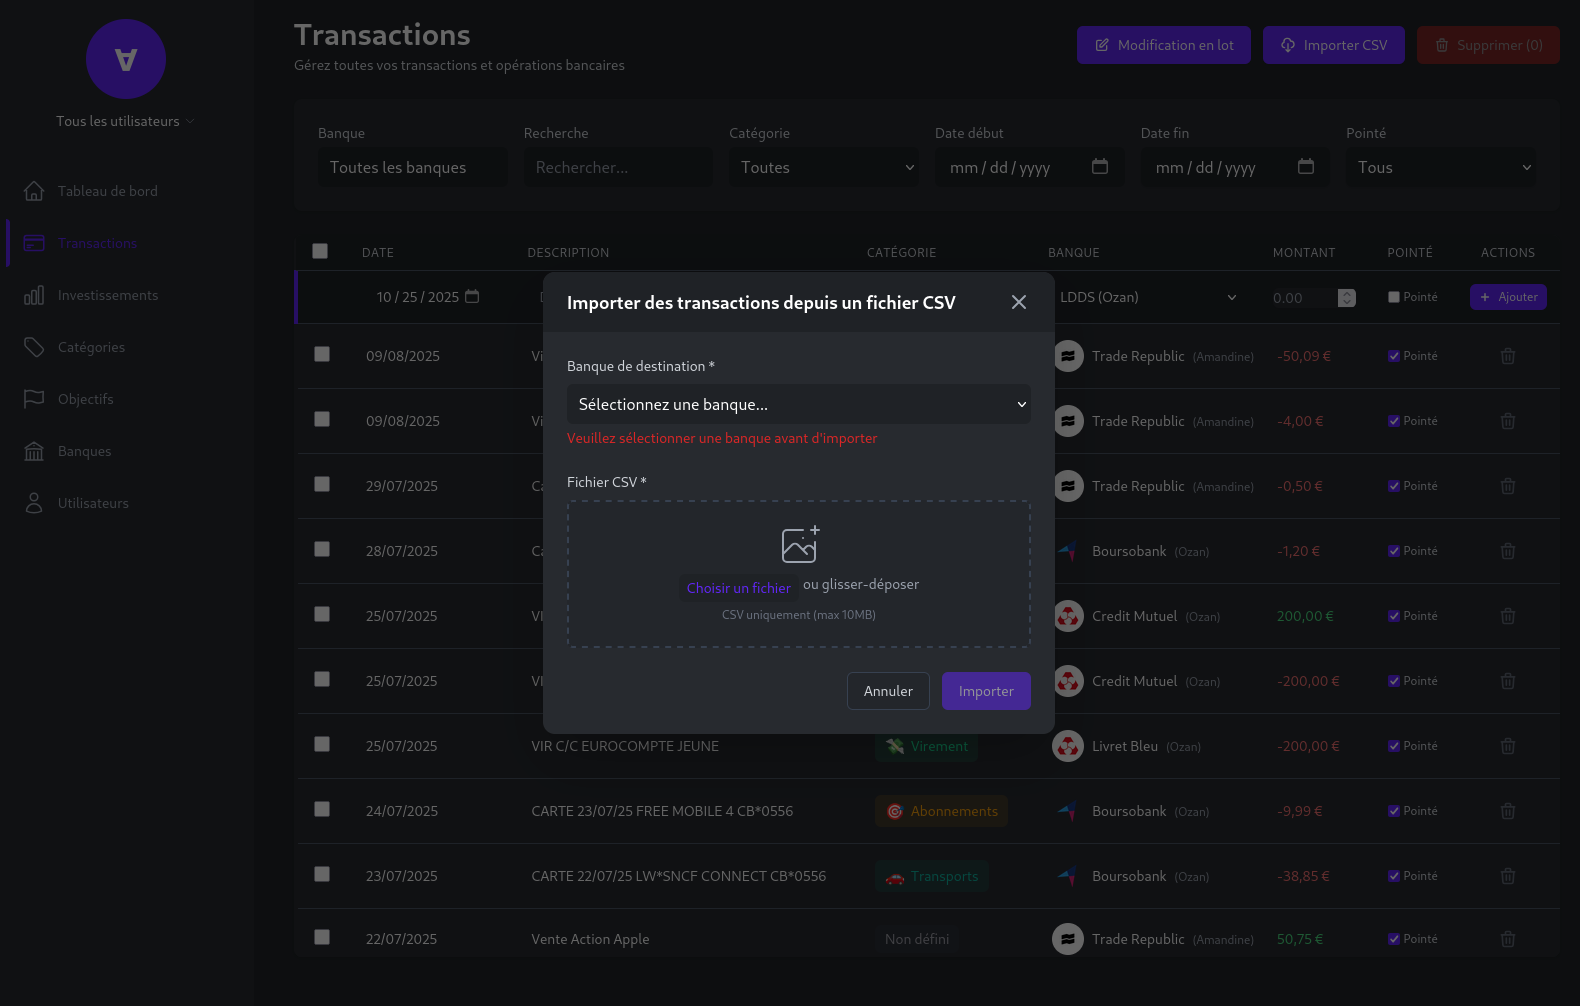 Transactions
Gérez toutes vos transactions et opérations bancaires
Modification en lot
Importer CSV
Supprimer (0)
Tous les utilisateurs
Tableau de bord
Transactions
Investissements
Catégories
Objectifs
Banques
Utilisateurs
Banque Recherche Catégorie Date début Date fin Pointé
Toutes les banques Rechercher... Toutes mm / dd / yyyy mm / dd / yyyy Tous
DATE DESCRIPTION CATÉGORIE BANQUE MONTANT POINTÉ ACTIONS
10 / 25 / 2025 LDDS (Ozan) 0.00 Pointé + Ajouter
09/08/2025 Trade Republic (Amandine) -50,09 € Pointé
09/08/2025 Trade Republic (Amandine) -4,00 € Pointé
29/07/2025 Trade Republic (Amandine) -0,50 € Pointé
28/07/2025 Boursobank (Ozan) -1,20 € Pointé
25/07/2025 Credit Mutuel (Ozan) 200,00 € Pointé
25/07/2025 Credit Mutuel (Ozan) -200,00 € Pointé
25/07/2025 VIR C/C EUROCOMPTE JEUNE Virement Livret Bleu (Ozan) -200,00 € Pointé
24/07/2025 CARTE 23/07/25 FREE MOBILE 4 CB*0556 Abonnements Boursobank (Ozan) -9,99 € Pointé
23/07/2025 CARTE 22/07/25 LW*SNCF CONNECT CB*0556 Transports Boursobank (Ozan) -38,85 € Pointé
22/07/2025 Vente Action Apple Non défini Trade Republic (Amandine) 50,75 € Pointé
Importer des transactions depuis un fichier CSV
Banque de destination *
Sélectionnez une banque...
Veuillez sélectionner une banque avant d'importer
Fichier CSV *
Choisir un fichier ou glisser-déposer
CSV uniquement (max 10MB)
Annuler
Importer